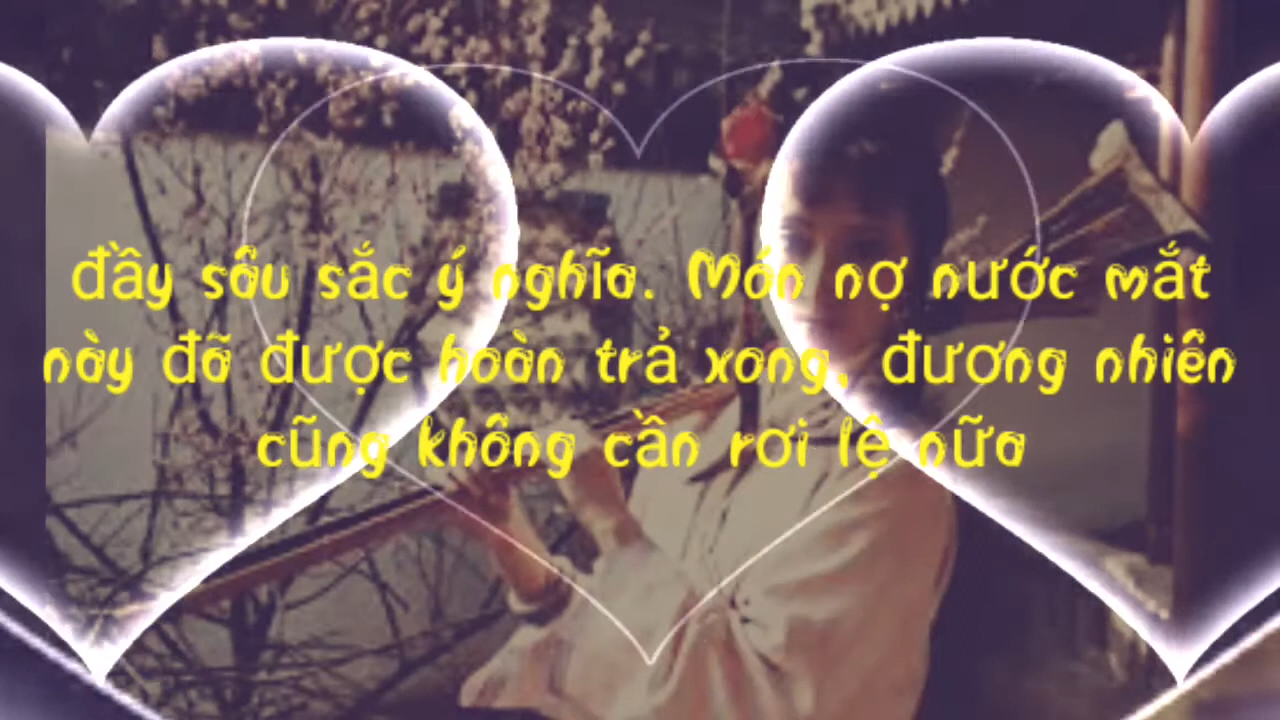 đầy sâu sắc ý nghĩa. Món nợ nước mắt
này đã được hoàn trả xong, đương nhiên
cũng không cần rơi lệ nữa